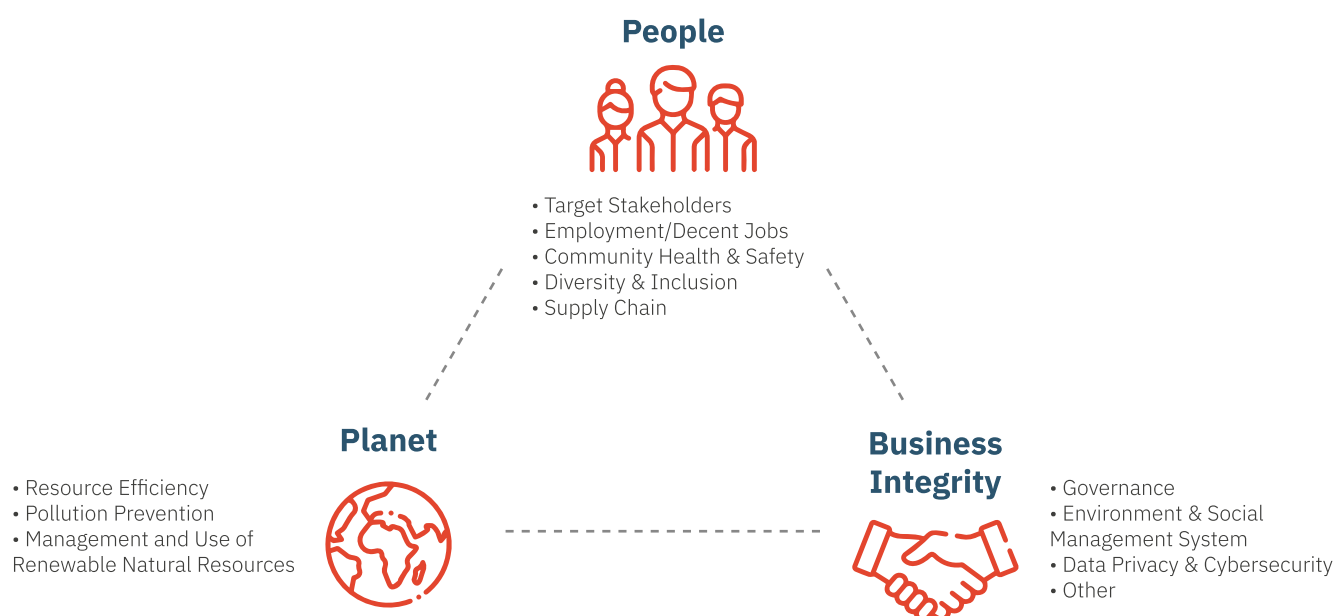 People
• Target Stakeholders
• Employment/Decent Jobs
• Community Health & Safety
• Diversity & Inclusion
• Supply Chain
Planet
• Resource Efficiency
• Pollution Prevention
• Management and Use of
Renewable Natural Resources
Business
Integrity
• Governance
• Environment & Social
Management System
• Data Privacy & Cybersecurity
• Other